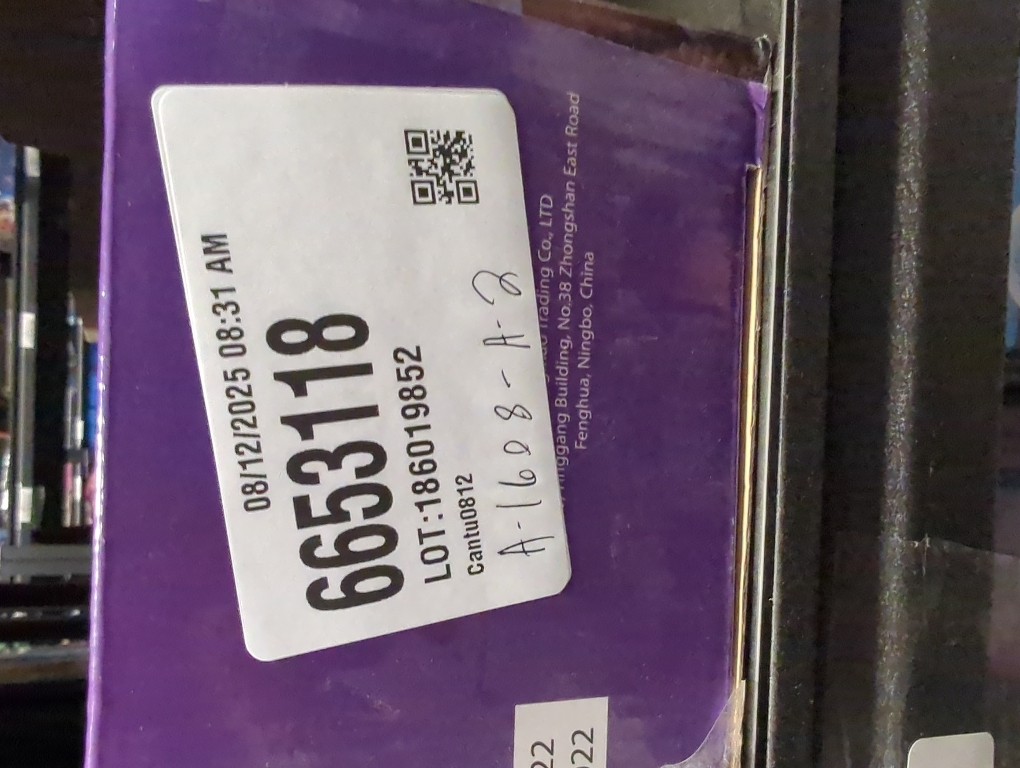 08/12/2025 08:31 AM
6653118
LOT:186019852
Cantu0812
A-1608-A-2
Trading Co., LTD
Building, No.38 Zhongshan East Road
Fenghua, Ningbo, China
22
022